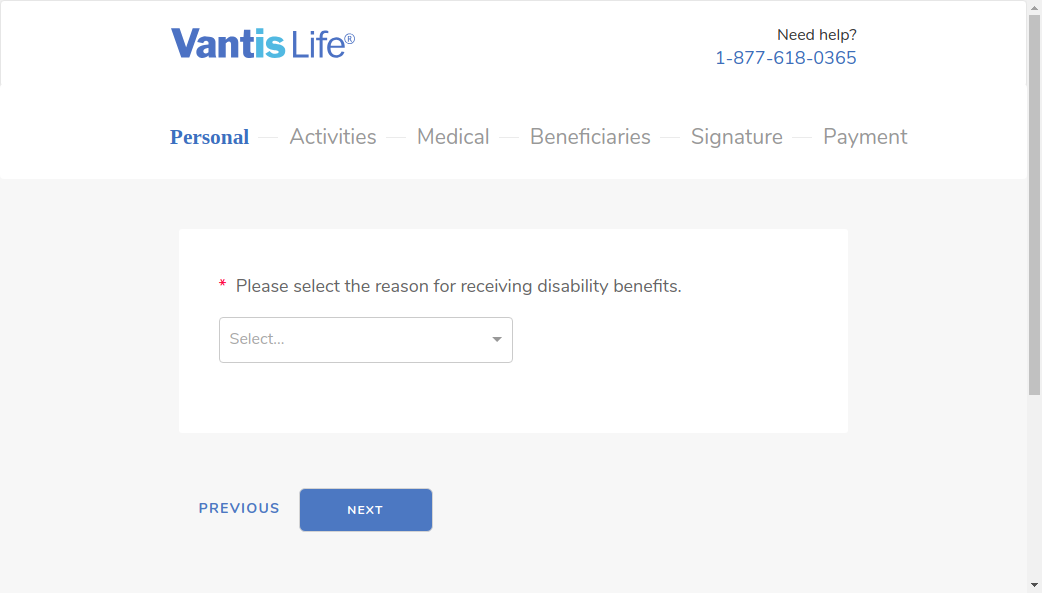 Vantis Life®
Need help?
1-877-618-0365
Personal Activities Medical Beneficiaries Signature Payment
* Please select the reason for receiving disability benefits.
Select...
PREVIOUS NEXT